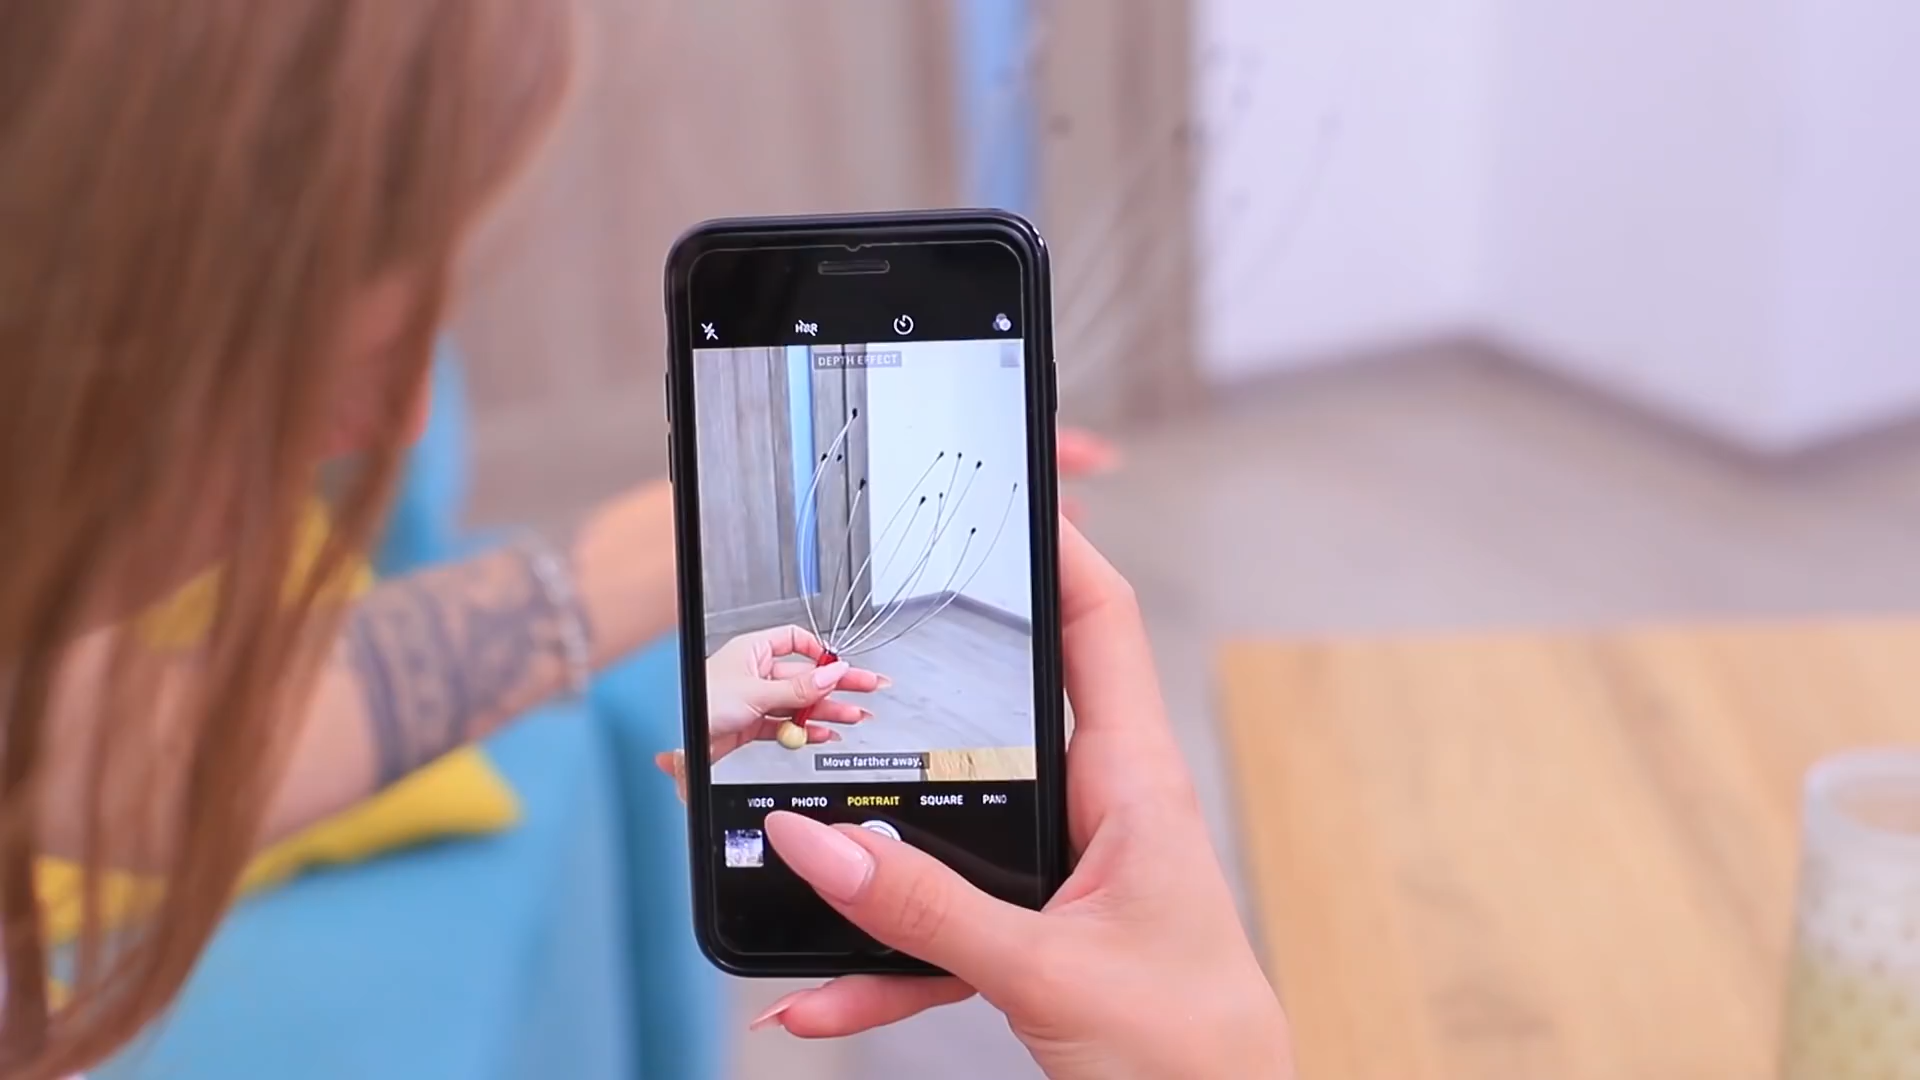 HDR
DEPTH EFFECT
Move farther away.
VIDEO PHOTO PORTRAIT SQUARE PANO